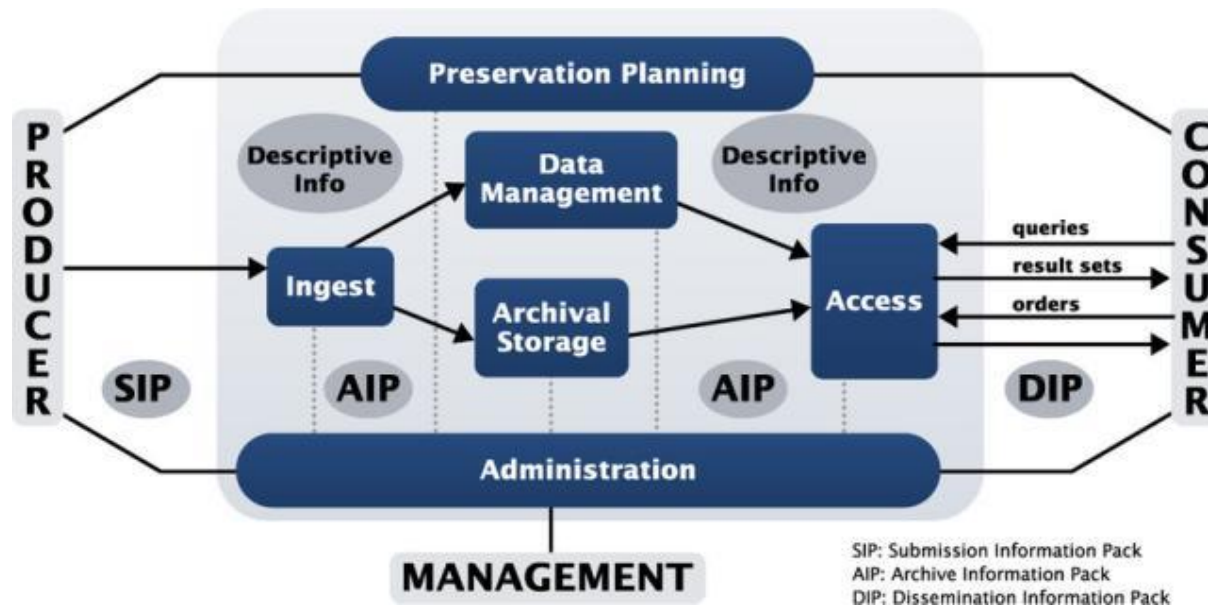 Preservation Planning
PRODUCER
CONSUMER
Descriptive
Info
Data
Management
Descriptive
Info
queries
result sets
orders
Ingest
Archival
Storage
Access
SIP
AIP
AIP
DIP
Administration
MANAGEMENT
SIP: Submission Information Pack
AIP: Archive Information Pack
DIP: Dissemination Information Pack